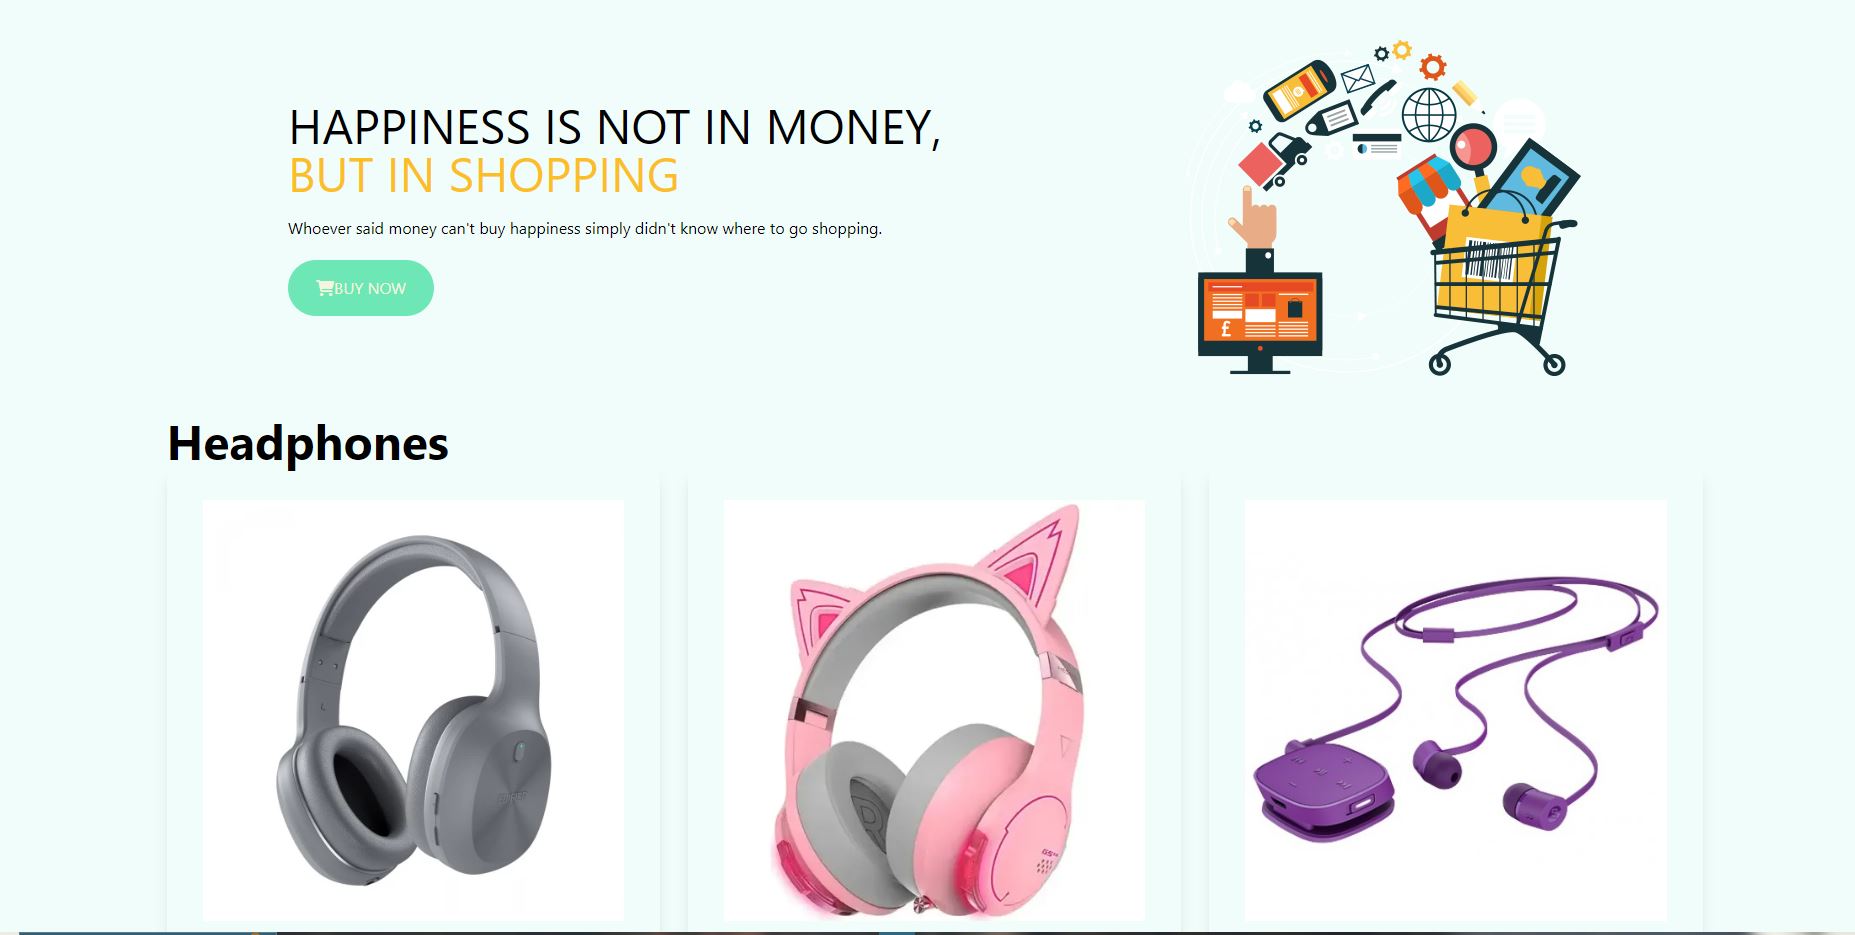 HAPPINESS IS NOT IN MONEY,
BUT IN SHOPPING
Whoever said money can't buy happiness simply didn't know where to go shopping.
BUY NOW
£
Headphones
EDIFIER